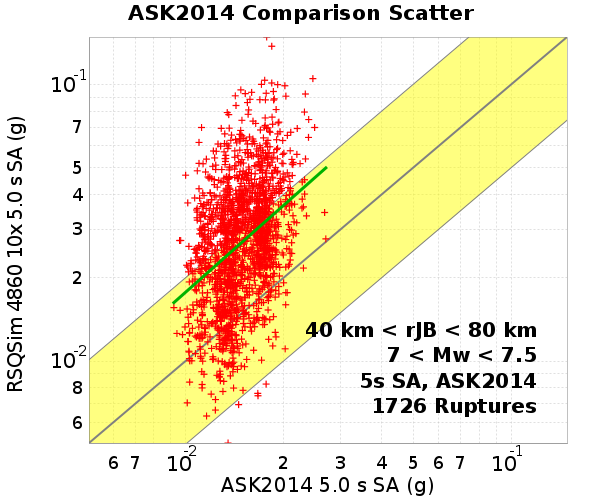 ASK2014 Comparison Scatter
RSQSim 4860 10x 5.0 s SA (g)
10-1
7
5
4
3
2
10-2
8
6
40 km < rJB < 80 km
7 < Mw < 7.5
5s SA, ASK2014
1726 Ruptures
6 7 10-2 2 3 4 5 6 7 10-1
ASK2014 5.0 s SA (g)